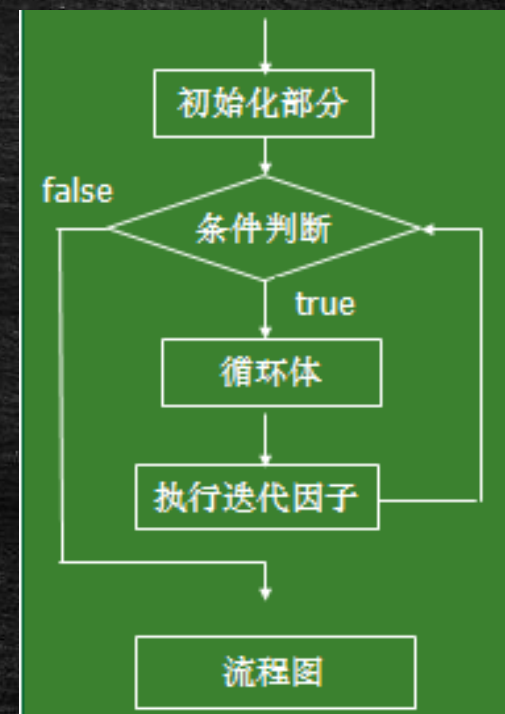 初始化部分
false
条件判断
true
循环体
执行迭代因子
流程图